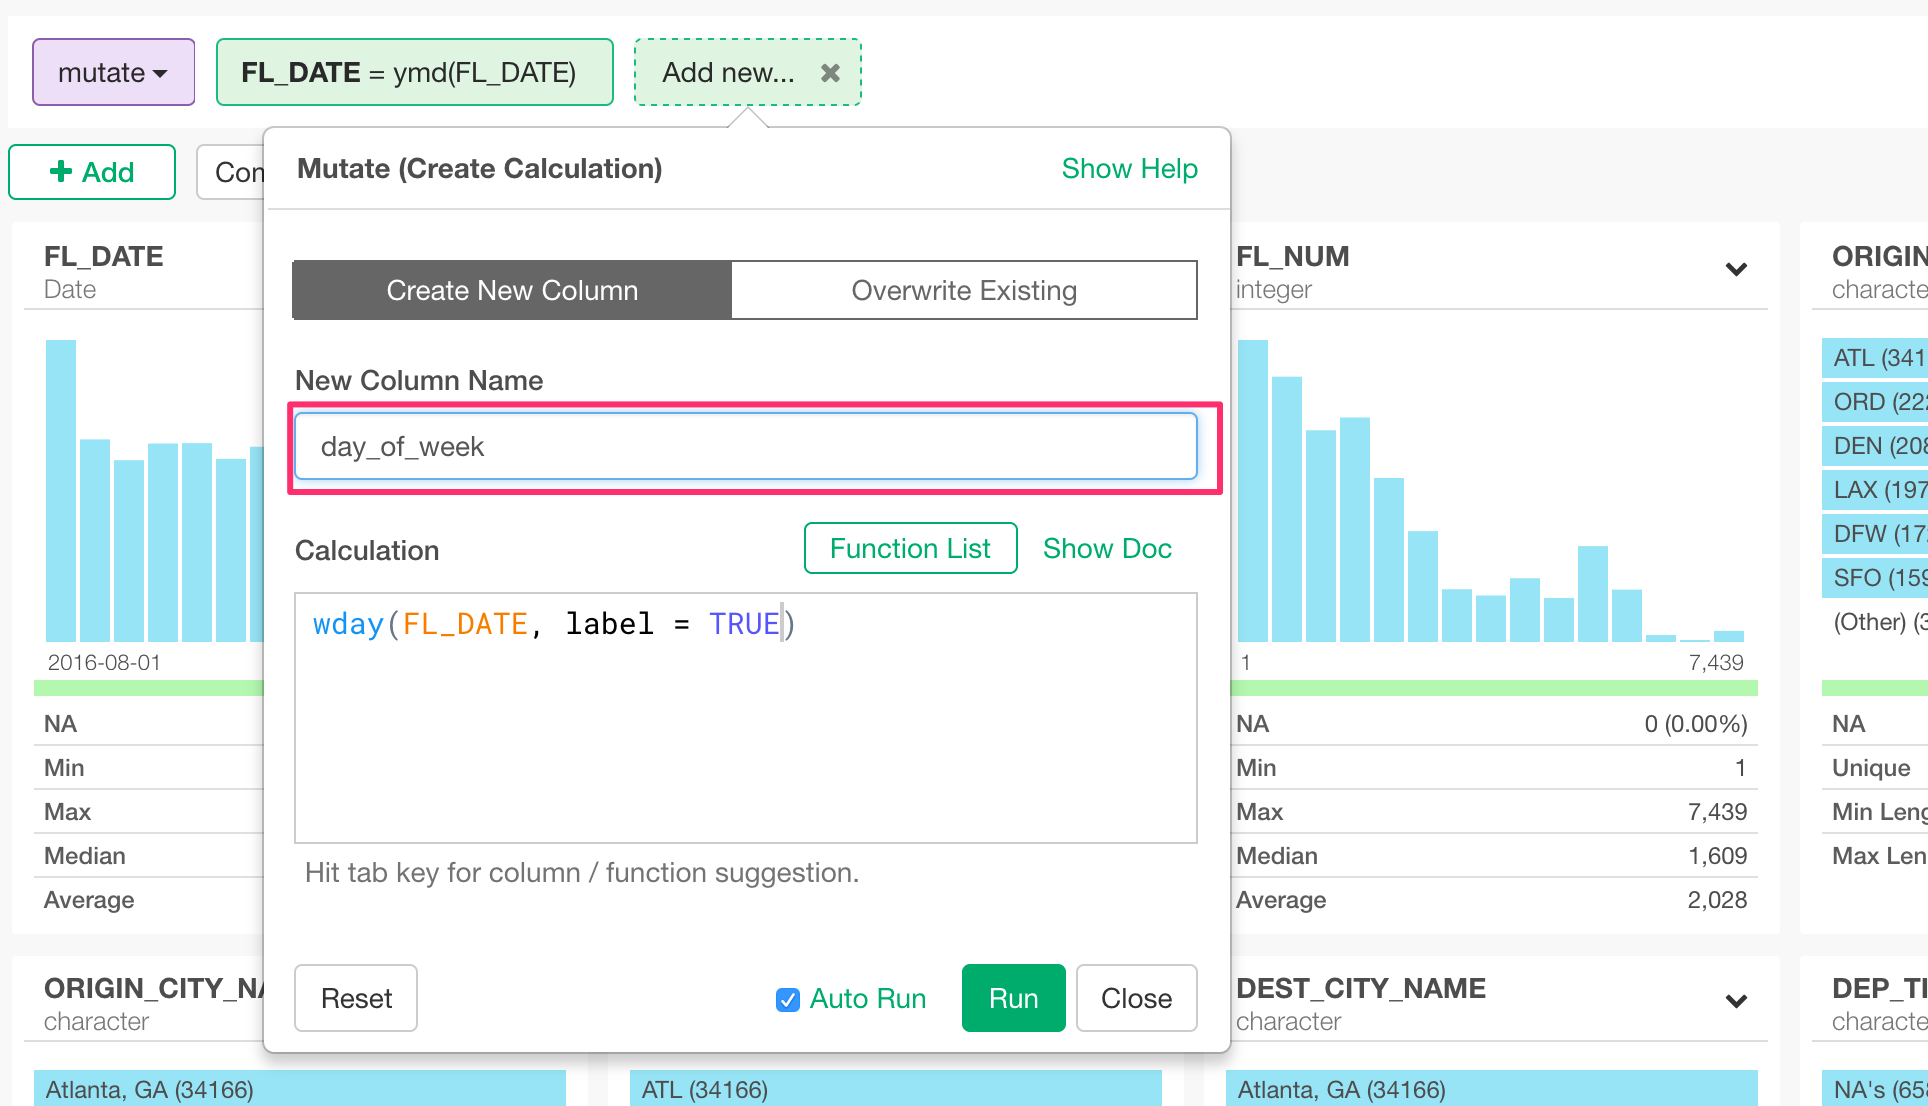 mutate
FL_DATE = ymd(FL_DATE)
Add new...
Add
Mutate (Create Calculation)
Show Help
Create New Column
Overwrite Existing
New Column Name
day_of_week
Calculation
Function List
Show Doc
wday(FL_DATE, label = TRUE)
Hit tab key for column / function suggestion.
Reset
Auto Run
Run
Close
FL_DATE
Date
2016-08-01
NA
Min
Max
Median
Average
FL_NUM
integer
1
7,439
NA
0 (0.00%)
Min
1
Max
7,439
Median
1,609
Average
2,028
ORIGIN
characte
ATL (341
ORD (222
DEN (208
LAX (197
DFW (17
SFO (159
(Other) (3
NA
Unique
Min Leng
Max Len
ORIGIN_CITY_NA
character
Atlanta, GA (34166)
ATL (34166)
DEST_CITY_NAME
character
Atlanta, GA (34166)
DEP_TI
characte
NA's (65